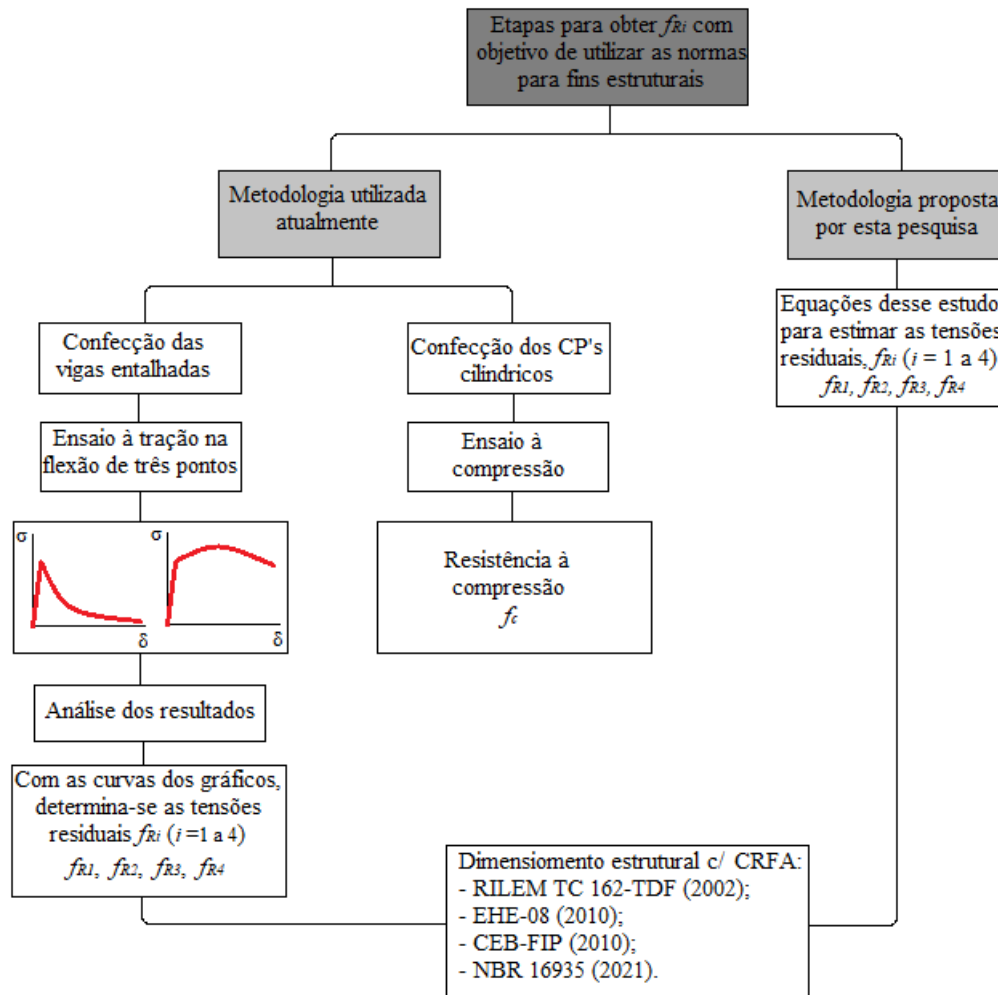 Etapas para obter fRi com
objetivo de utilizar as normas
para fins estruturais
Metodologia utilizada
atualmente
Metodologia proposta
por esta pesquisa
Confecção das
vigas entalhadas
Confecção dos CP's
cilindricos
Equações desse estudo
para estimar as tensões
residuais, fRi (i = 1 a 4)
fR1, fR2, fR3, fR4
Ensaio à tração na
flexão de três pontos
Ensaio à
compressão
σ
δ
σ
δ
Resistência à
compressão
fc
Análise dos resultados
Com as curvas dos gráficos,
determina-se as tensões
residuais fRi (i =1 a 4)
fR1, fR2, fR3, fR4
Dimensiomento estrutural c/ CRFA:
- RILEM TC 162-TDF (2002);
- EHE-08 (2010);
- CEB-FIP (2010);
- NBR 16935 (2021).